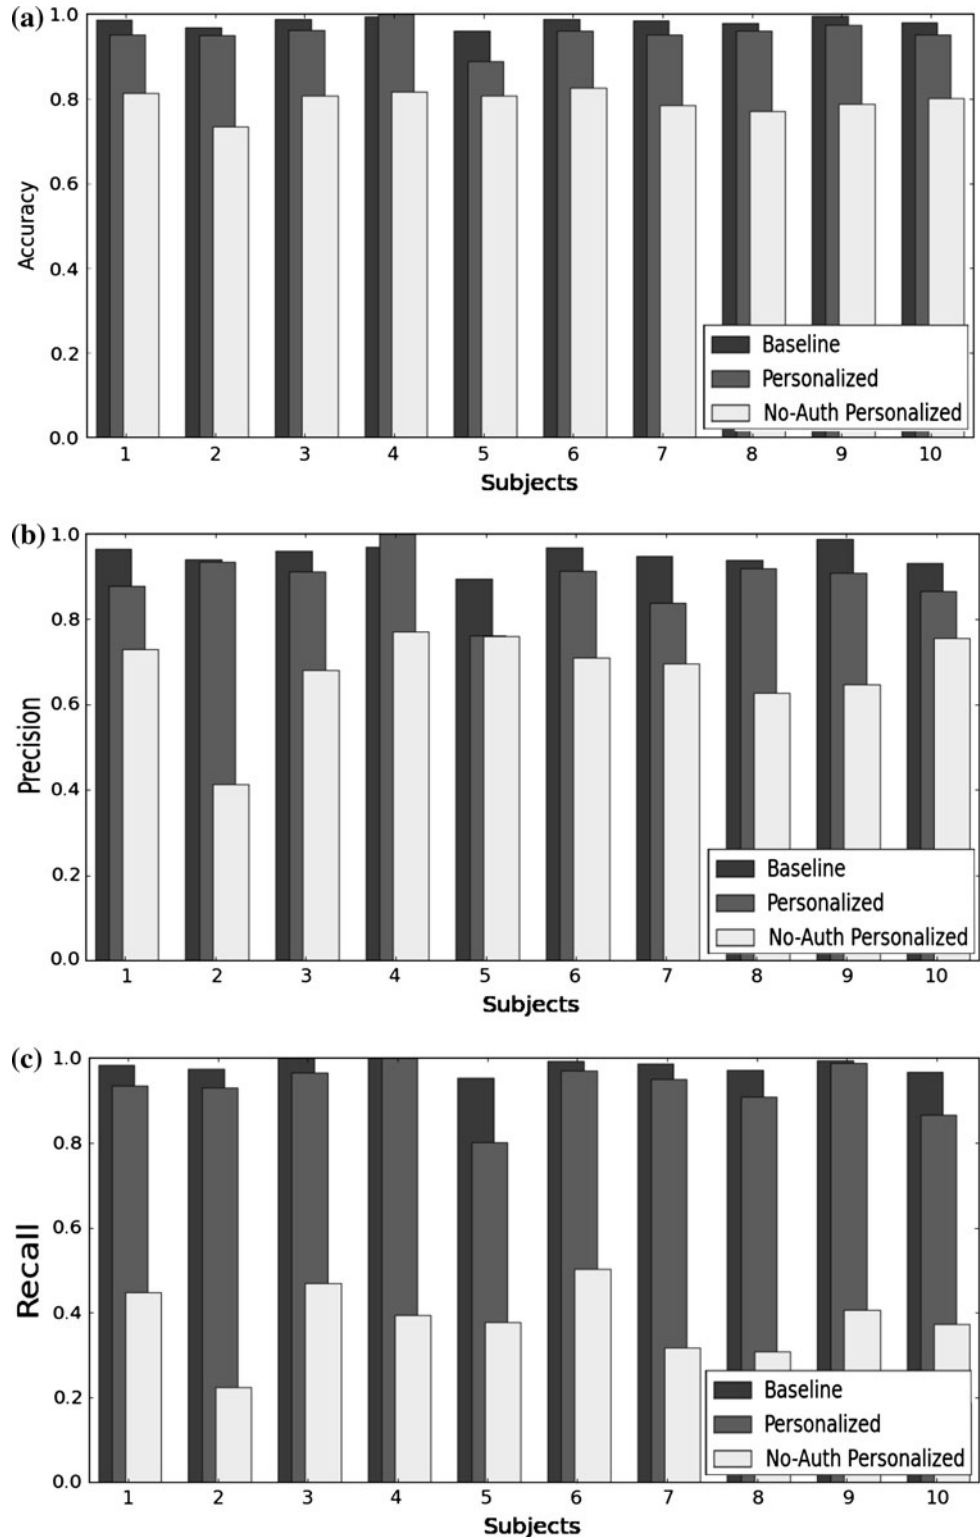 (a)
1.0
0.8
0.6
0.4
0.2
0.0
Accuracy
1 2 3 4 5 6 7 8 9 10
Subjects
Baseline
Personalized
No-Auth Personalized
(b)
1.0
0.8
0.6
0.4
0.2
0.0
Precision
1 2 3 4 5 6 7 8 9 10
Subjects
Baseline
Personalized
No-Auth Personalized
(c)
1.0
0.8
0.6
0.4
0.2
0.0
Recall
1 2 3 4 5 6 7 8 9 10
Subjects
Baseline
Personalized
No-Auth Personalized